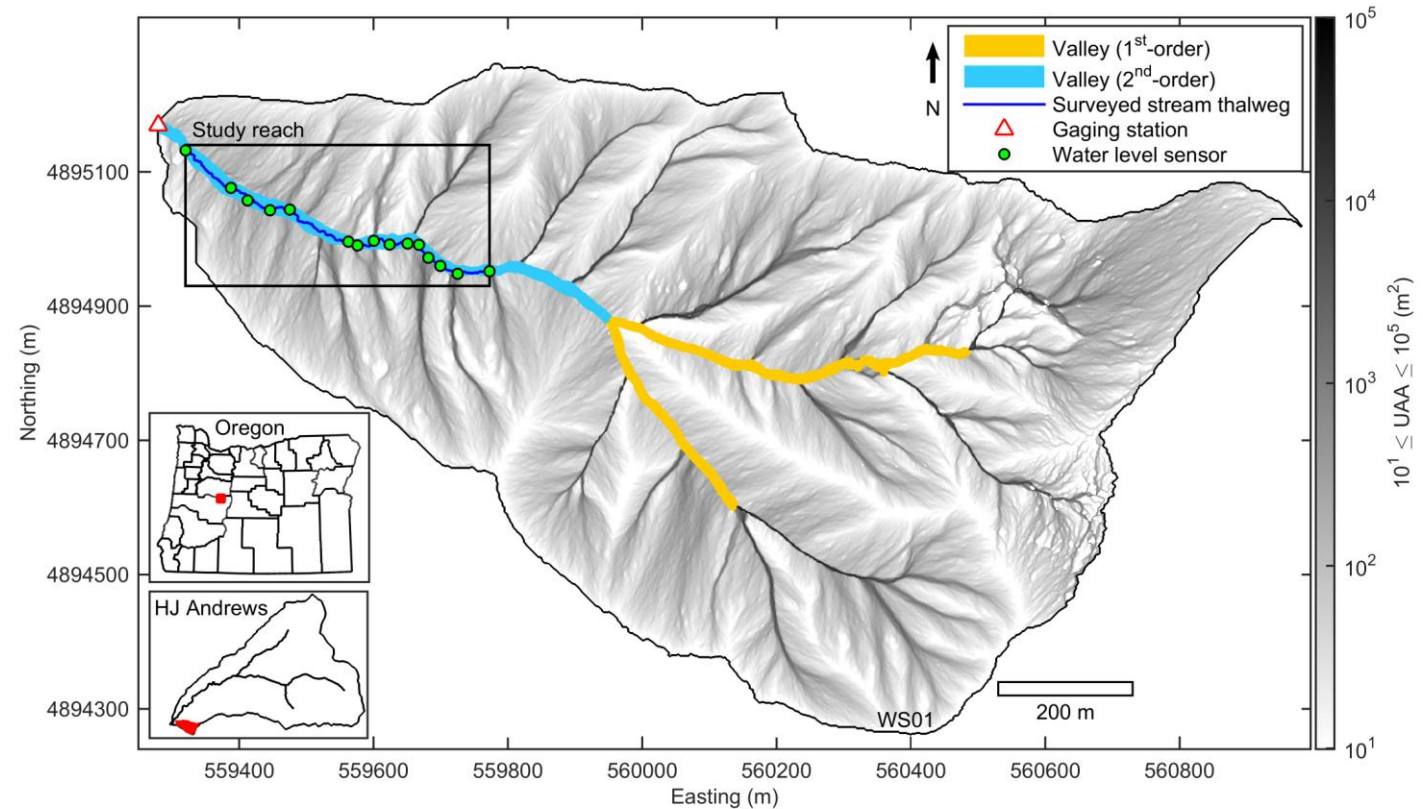 Valley (1st-order)
Valley (2nd-order)
Surveyed stream thalweg
Gaging station
Water level sensor
N
Study reach
Oregon
HJ Andrews
WS01
200 m
4895100
4894900
4894700
4894500
4894300
Northing (m)
559400 559600 559800 560000 560200 560400 560600 560800
Easting (m)
10^5
10^4
10^3
10^2
10^1
10^1 ≤ UAA ≤ 10^5 (m^2)